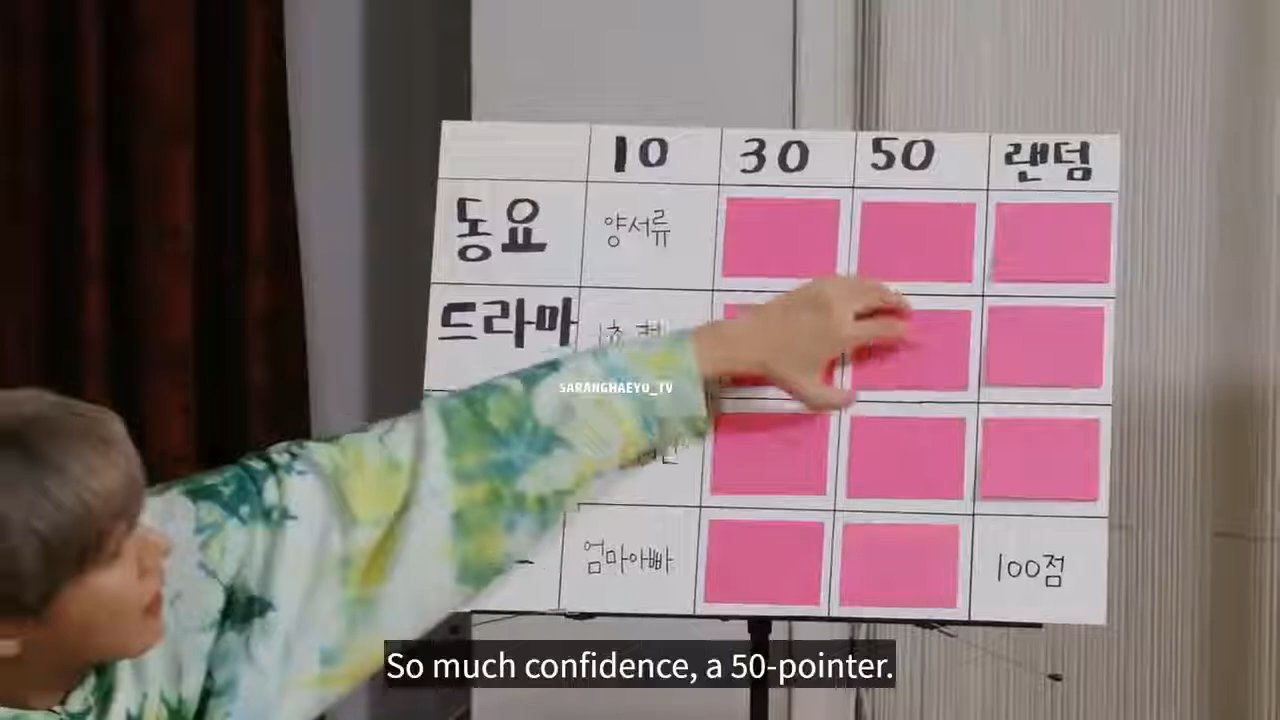 10 30 50 랜덤
동요 양서류
드라마
SARANGHAEYO_TV
엄마아빠 100점
So much confidence, a 50-pointer.